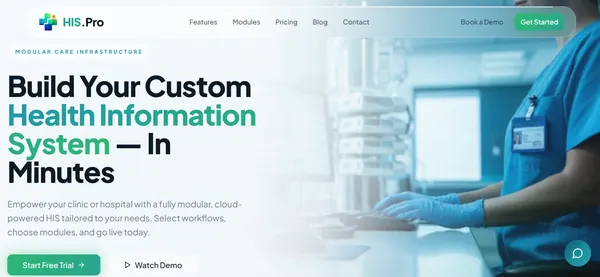 HIS.Pro
Features Modules Pricing Blog Contact
Book a Demo Get Started
MODULAR CARE INFRASTRUCTURE
Build Your Custom
Health Information
System — In
Minutes
Empower your clinic or hospital with a fully modular, cloud-
powered HIS tailored to your needs. Select workflows,
choose modules, and go live today.
Start Free Trial → Watch Demo